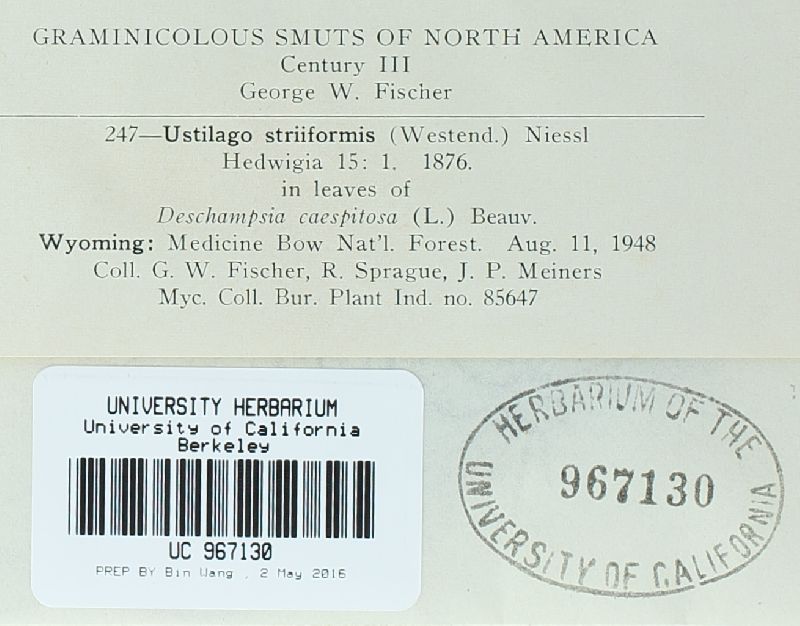 GRAMINICOLOUS SMUTS OF NORTH AMERICA
Century III
George W. Fischer
247—Ustilago striiformis (Westend.) Niessl
Hedwigia 15: 1. 1876.
in leaves of
Deschampsia caespitosa (L.) Beauv.
Wyoming: Medicine Bow Nat'l. Forest. Aug. 11, 1948
Coll. G. W. Fischer, R. Sprague, J. P. Meiners
Myc. Coll. Bur. Plant Ind. no. 85647
UNIVERSITY HERBARIUM
University of California
Berkeley
UC 967130
PREP BY Bin Wang , 2 May 2016
HERBARIUM OF THE
967130
UNIVERSITY OF CALIFORNIA